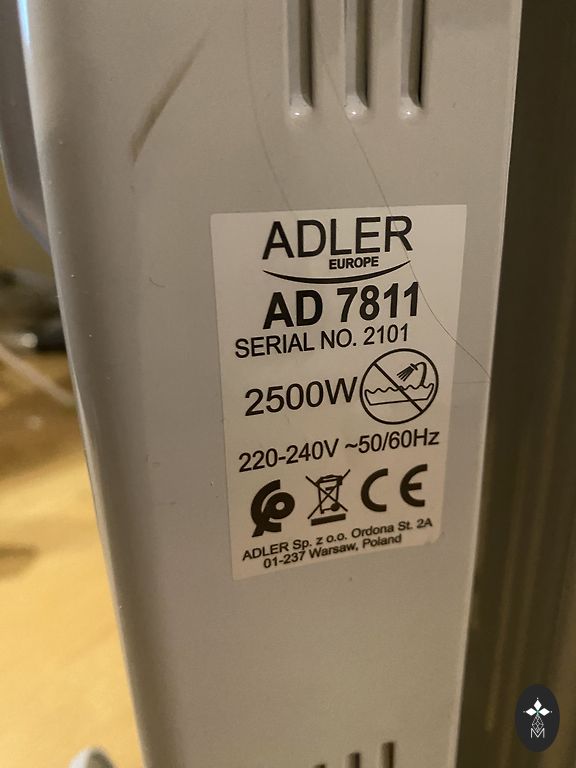 ADLER
EUROPE
AD 7811
SERIAL NO. 2101
2500W
220-240V ~50/60Hz
CE
ADLER Sp. z o.o. Ordona St. 2A
01-237 Warsaw, Poland
M